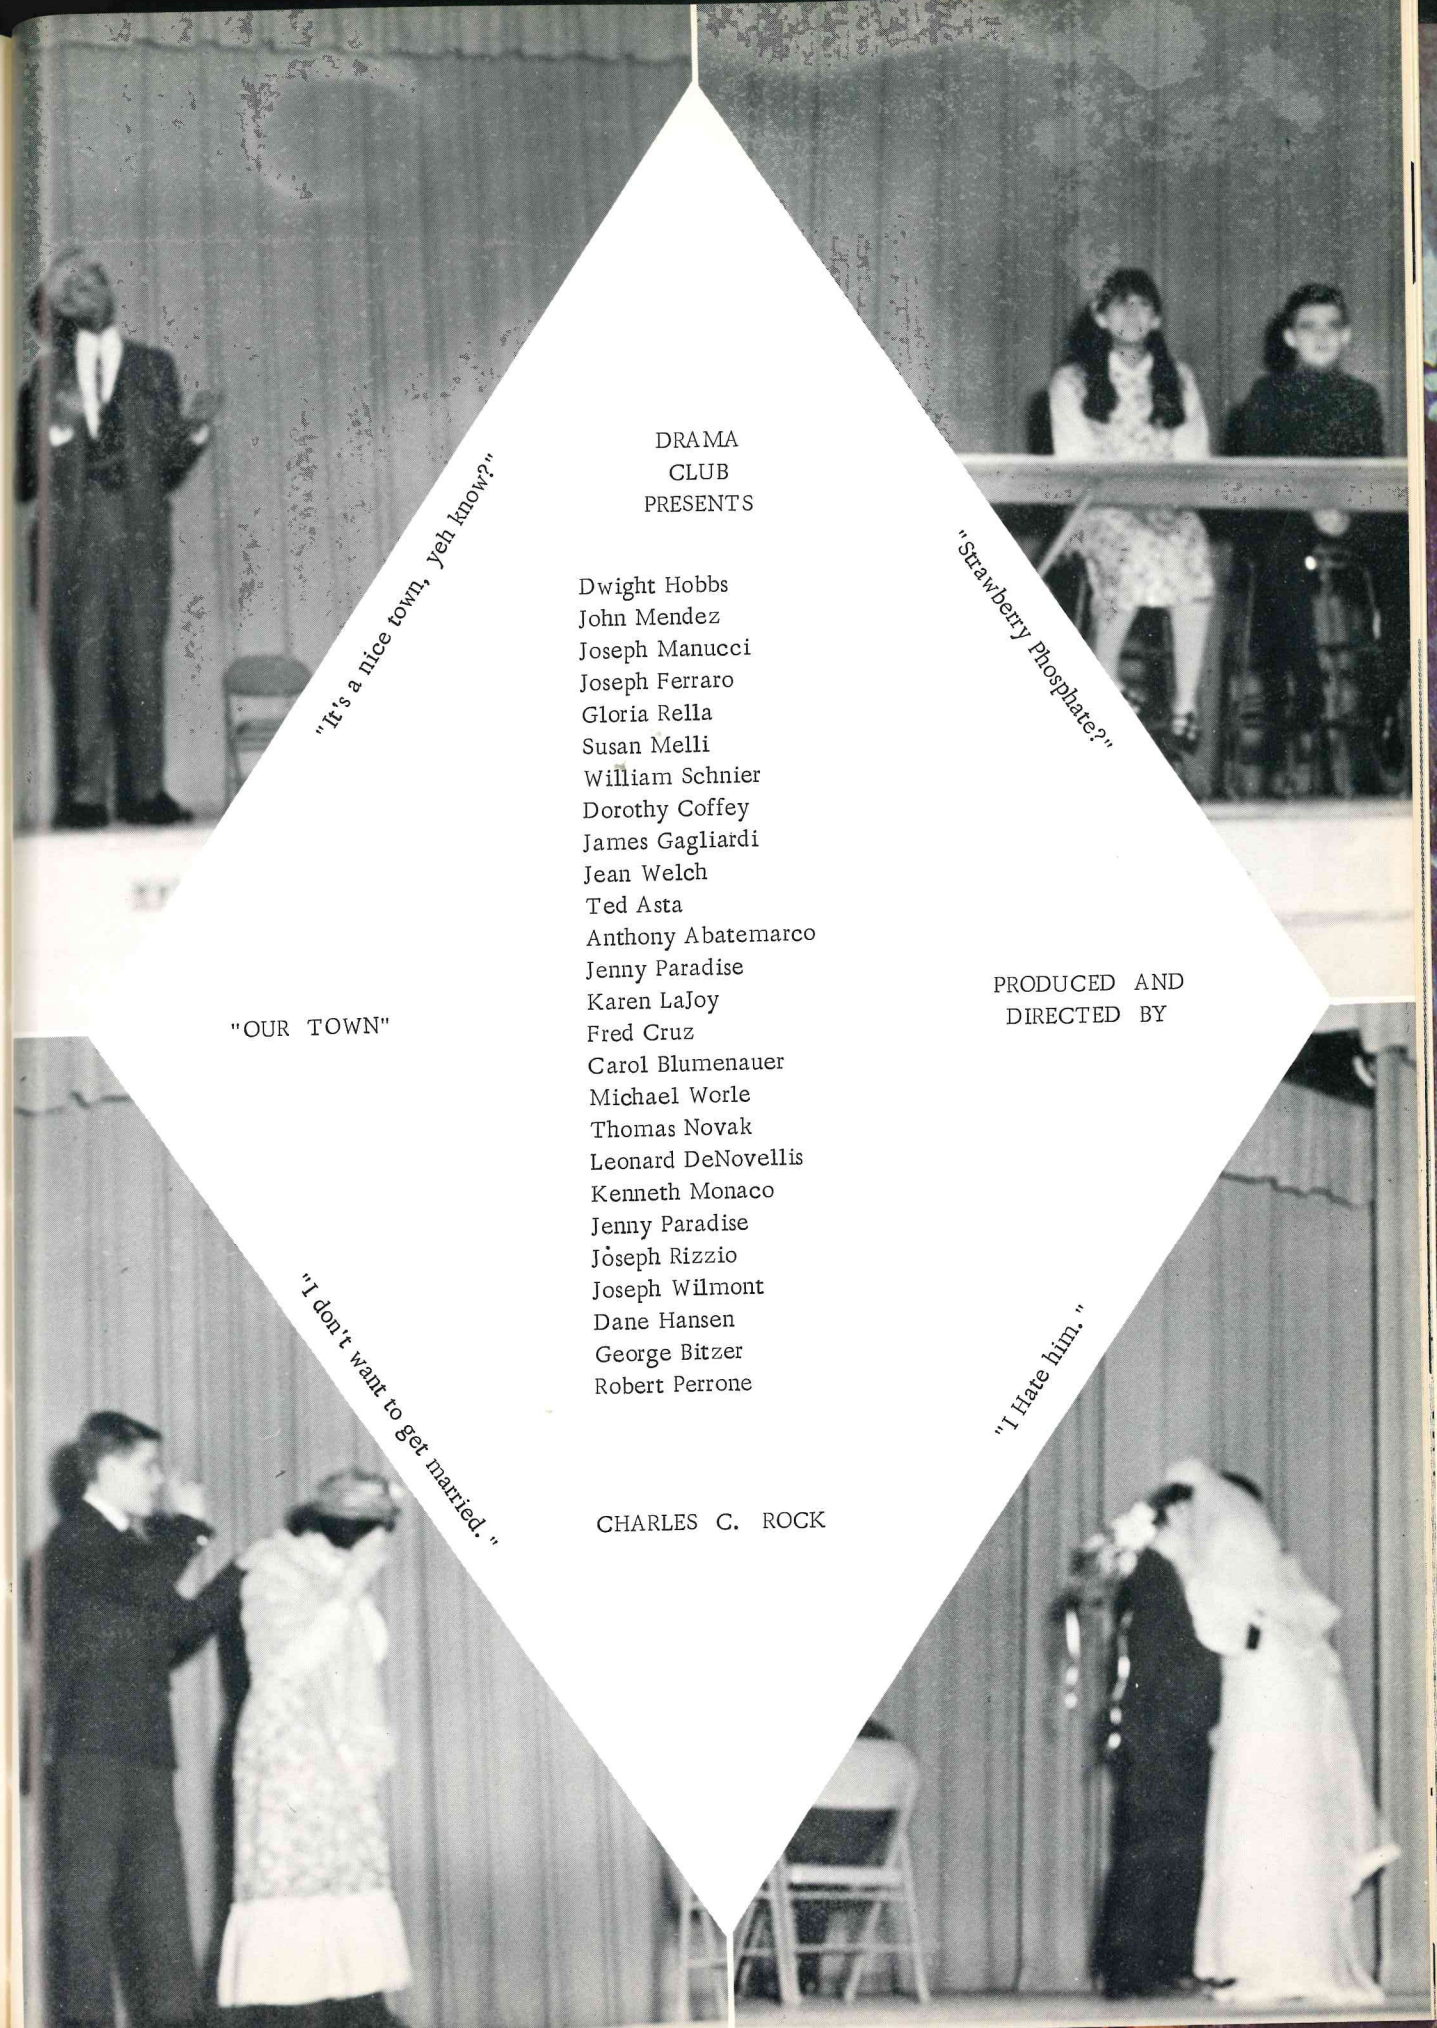 DRAMA
CLUB
PRESENTS
"It's a nice town, yeh know?"
"Strawberry Phosphate?"
Dwight Hobbs
John Mendez
Joseph Manucci
Joseph Ferraro
Gloria Rella
Susan Melli
William Schnier
Dorothy Coffey
James Gagliardi
Jean Welch
Ted Asta
Anthony Abatemarco
Jenny Paradise
Karen LaJoy
Fred Cruz
Carol Blumenauer
Michael Worle
Thomas Novak
Leonard DeNovellis
Kenneth Monaco
Jenny Paradise
Joseph Rizzio
Joseph Wilmont
Dane Hansen
George Bitzer
Robert Perrone
"OUR TOWN"
PRODUCED AND
DIRECTED BY
"I don't want to get married."
"I Hate him."
CHARLES C. ROCK